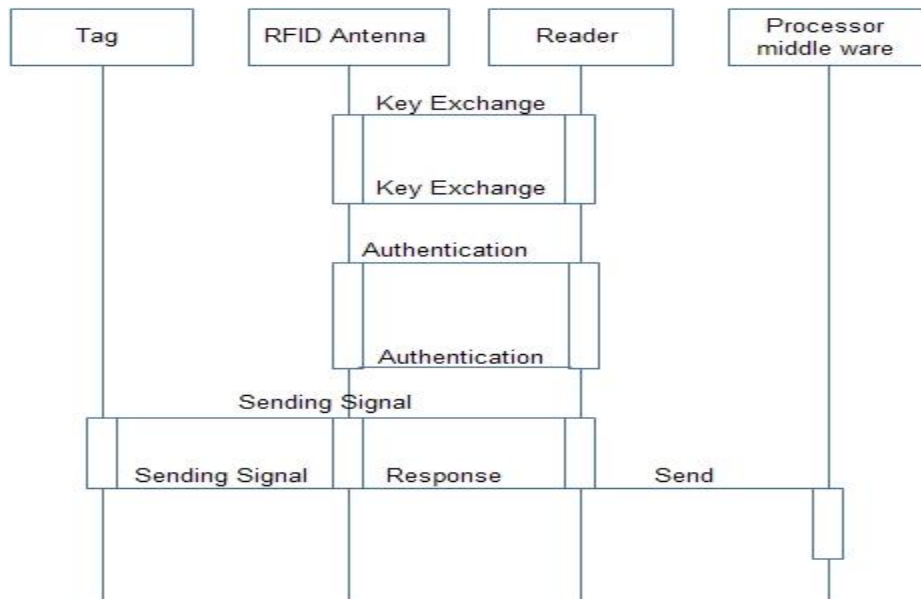 Tag
RFID Antenna
Reader
Processor
middle ware
Key Exchange
Key Exchange
Authentication
Authentication
Sending Signal
Sending Signal
Response
Send